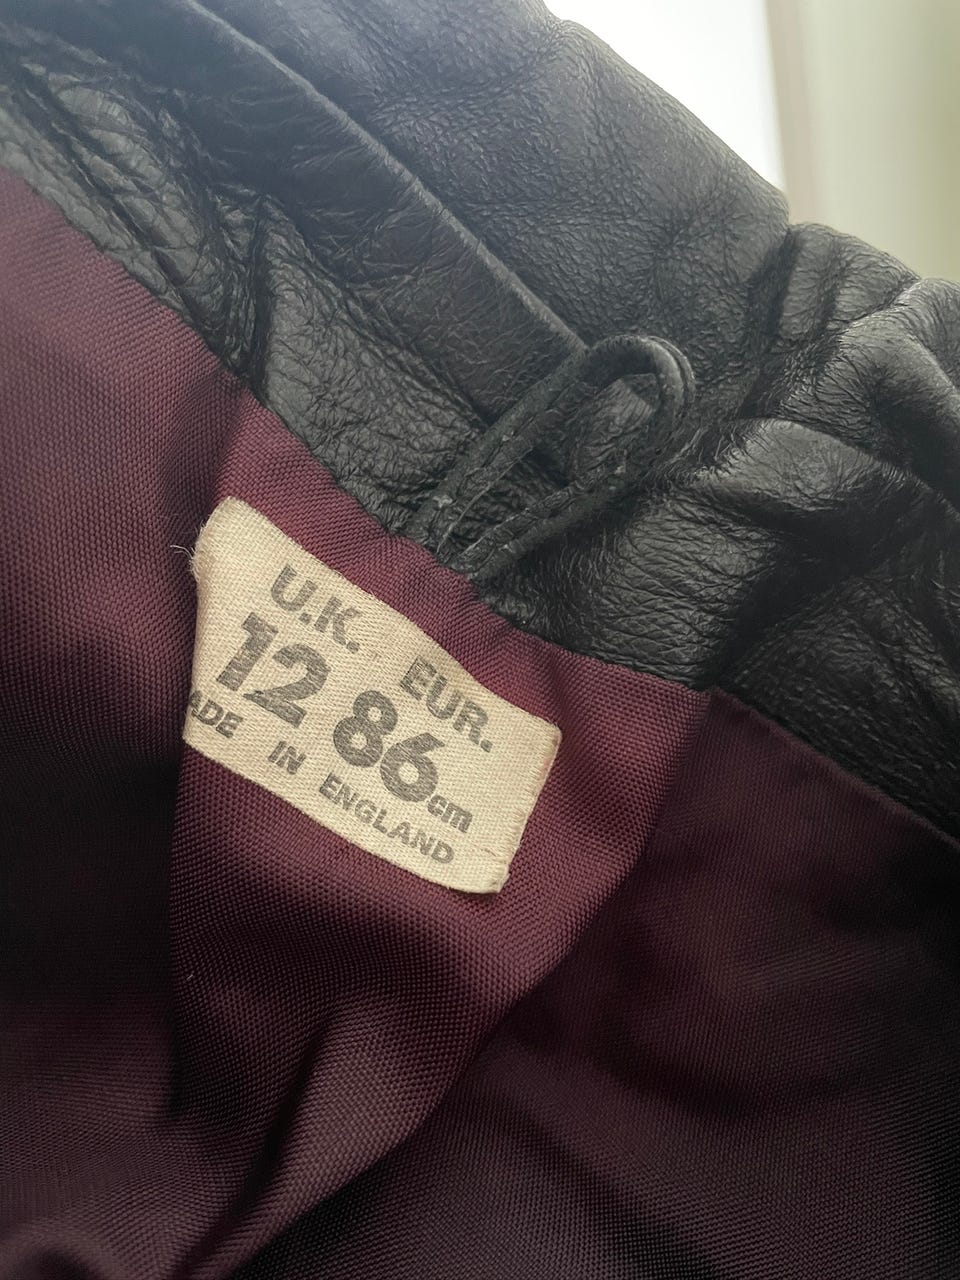 U.K. EUR.
12 86cm
ADE IN ENGLAND